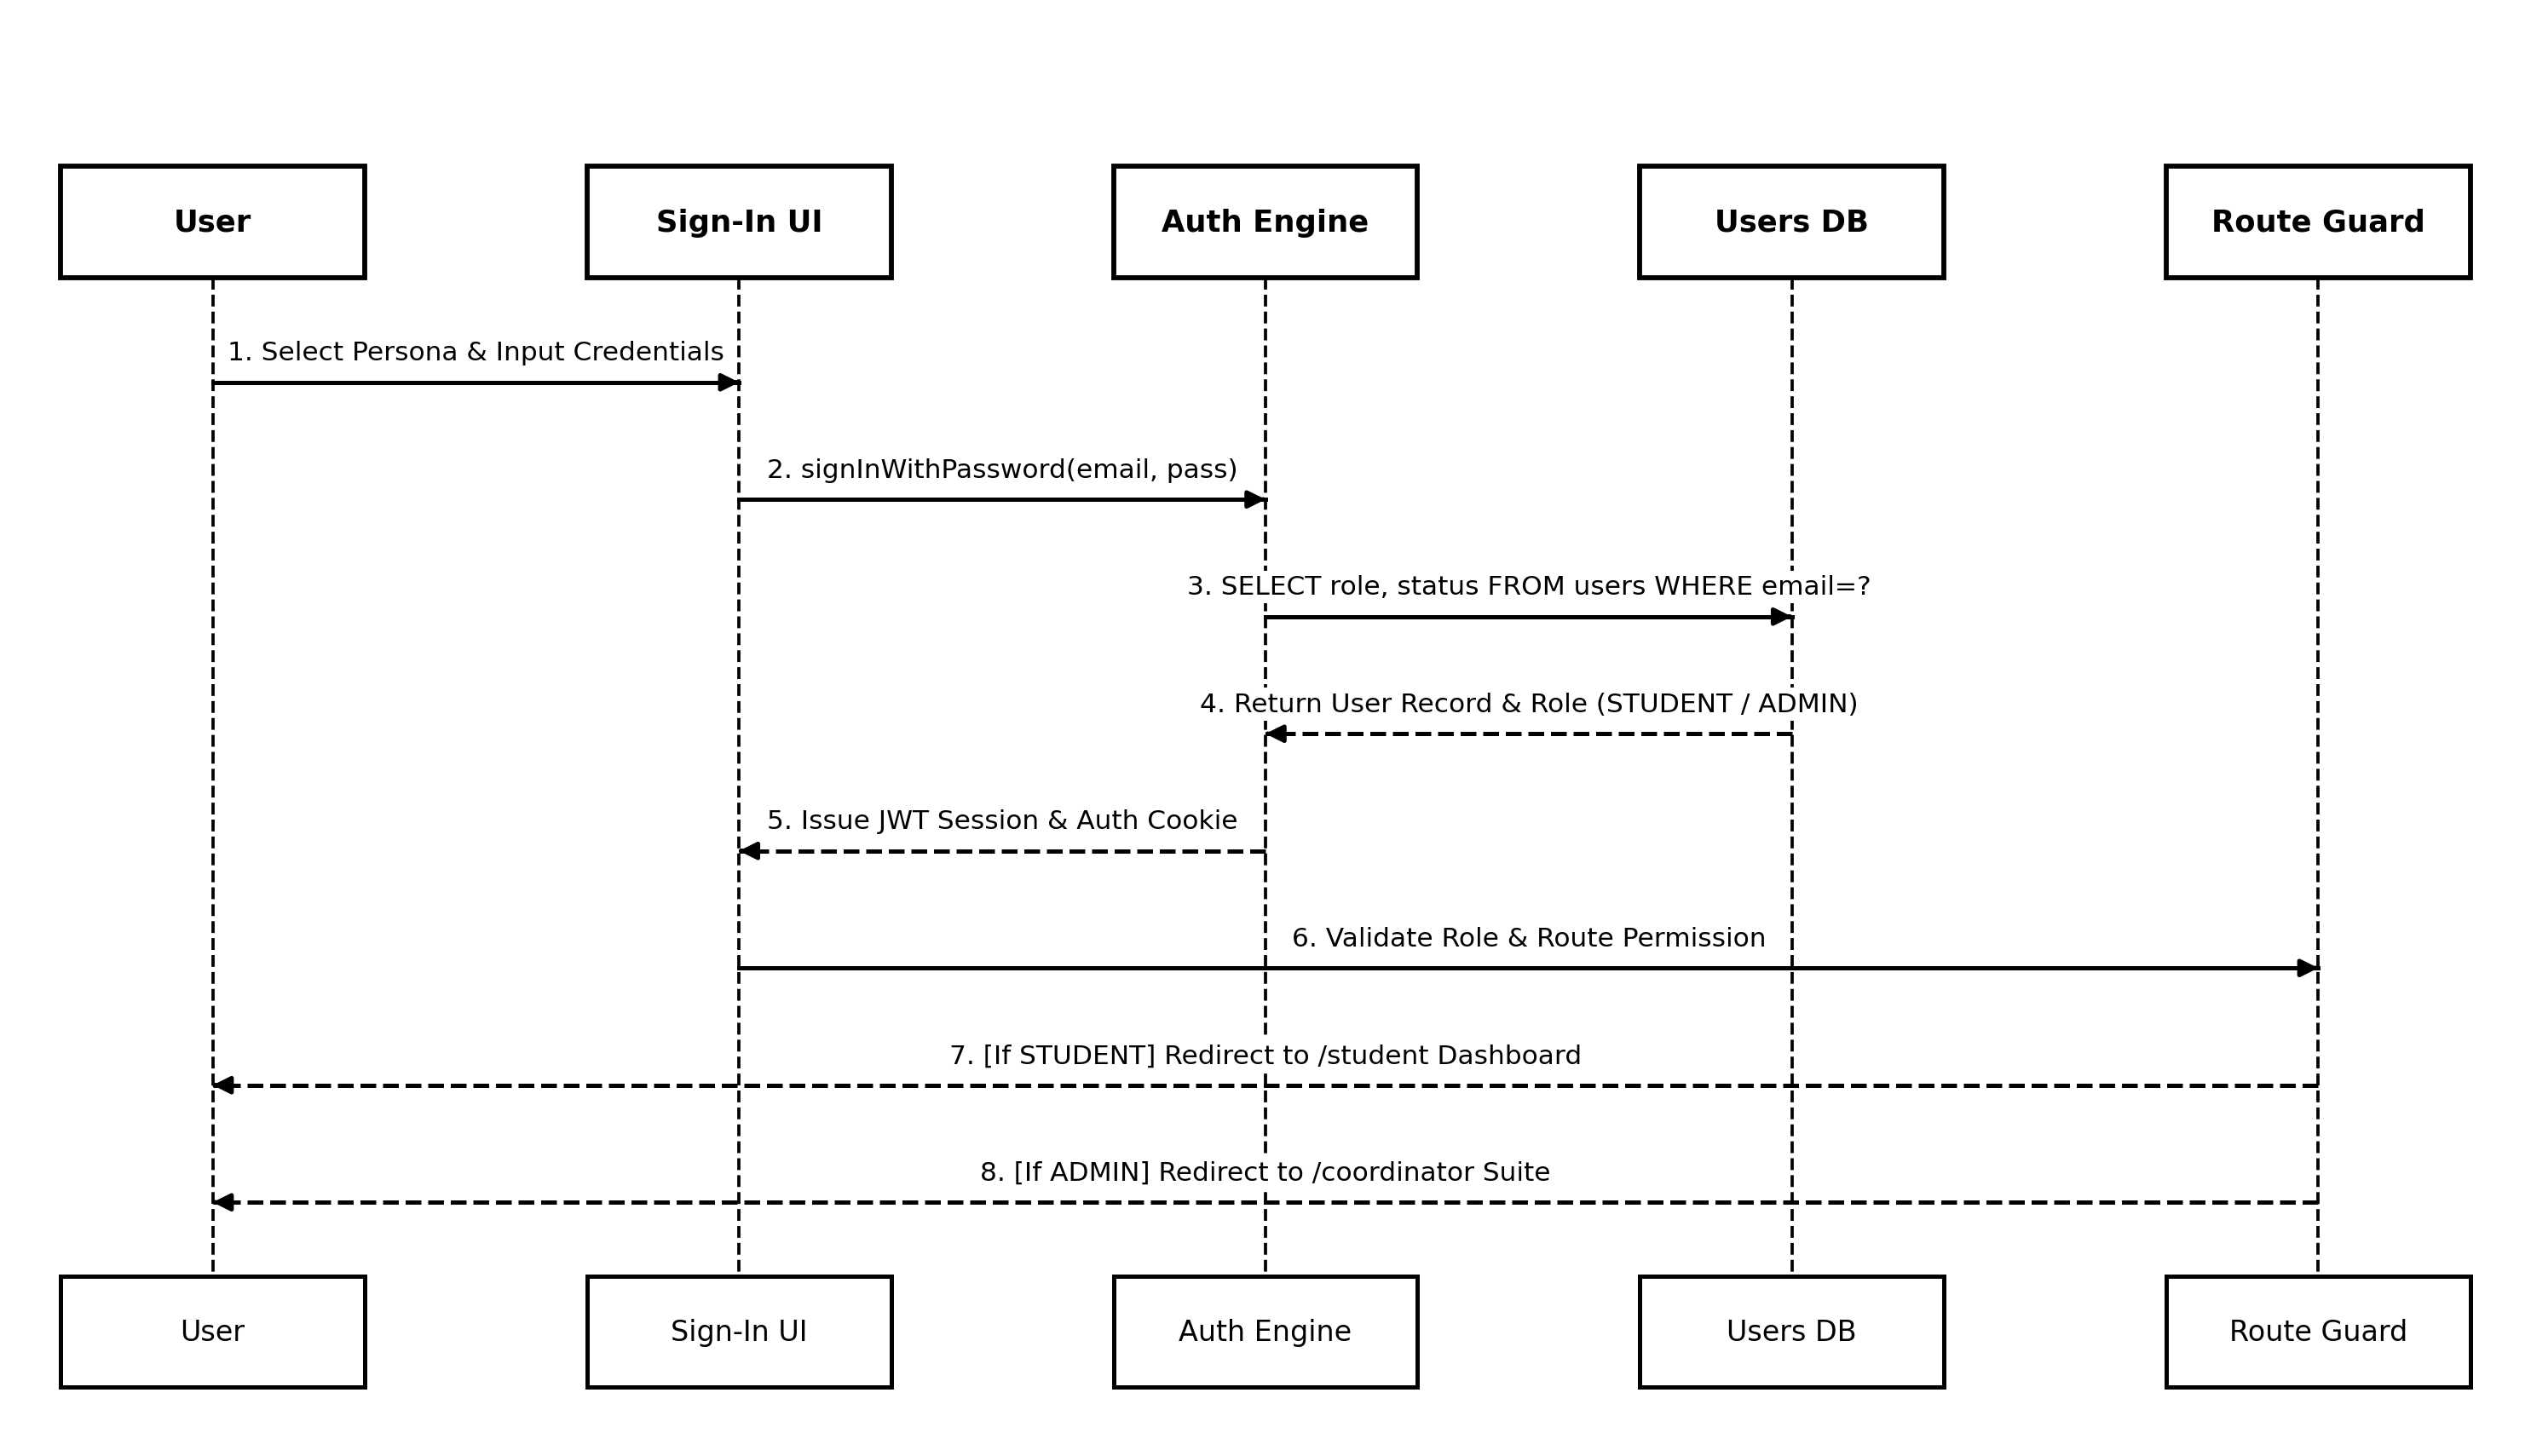 User
Sign-In UI
Auth Engine
Users DB
Route Guard
1. Select Persona & Input Credentials
2. signInWithPassword(email, pass)
3. SELECT role, status FROM users WHERE email=?
4. Return User Record & Role (STUDENT / ADMIN)
5. Issue JWT Session & Auth Cookie
6. Validate Role & Route Permission
7. [If STUDENT] Redirect to /student Dashboard
8. [If ADMIN] Redirect to /coordinator Suite
User
Sign-In UI
Auth Engine
Users DB
Route Guard